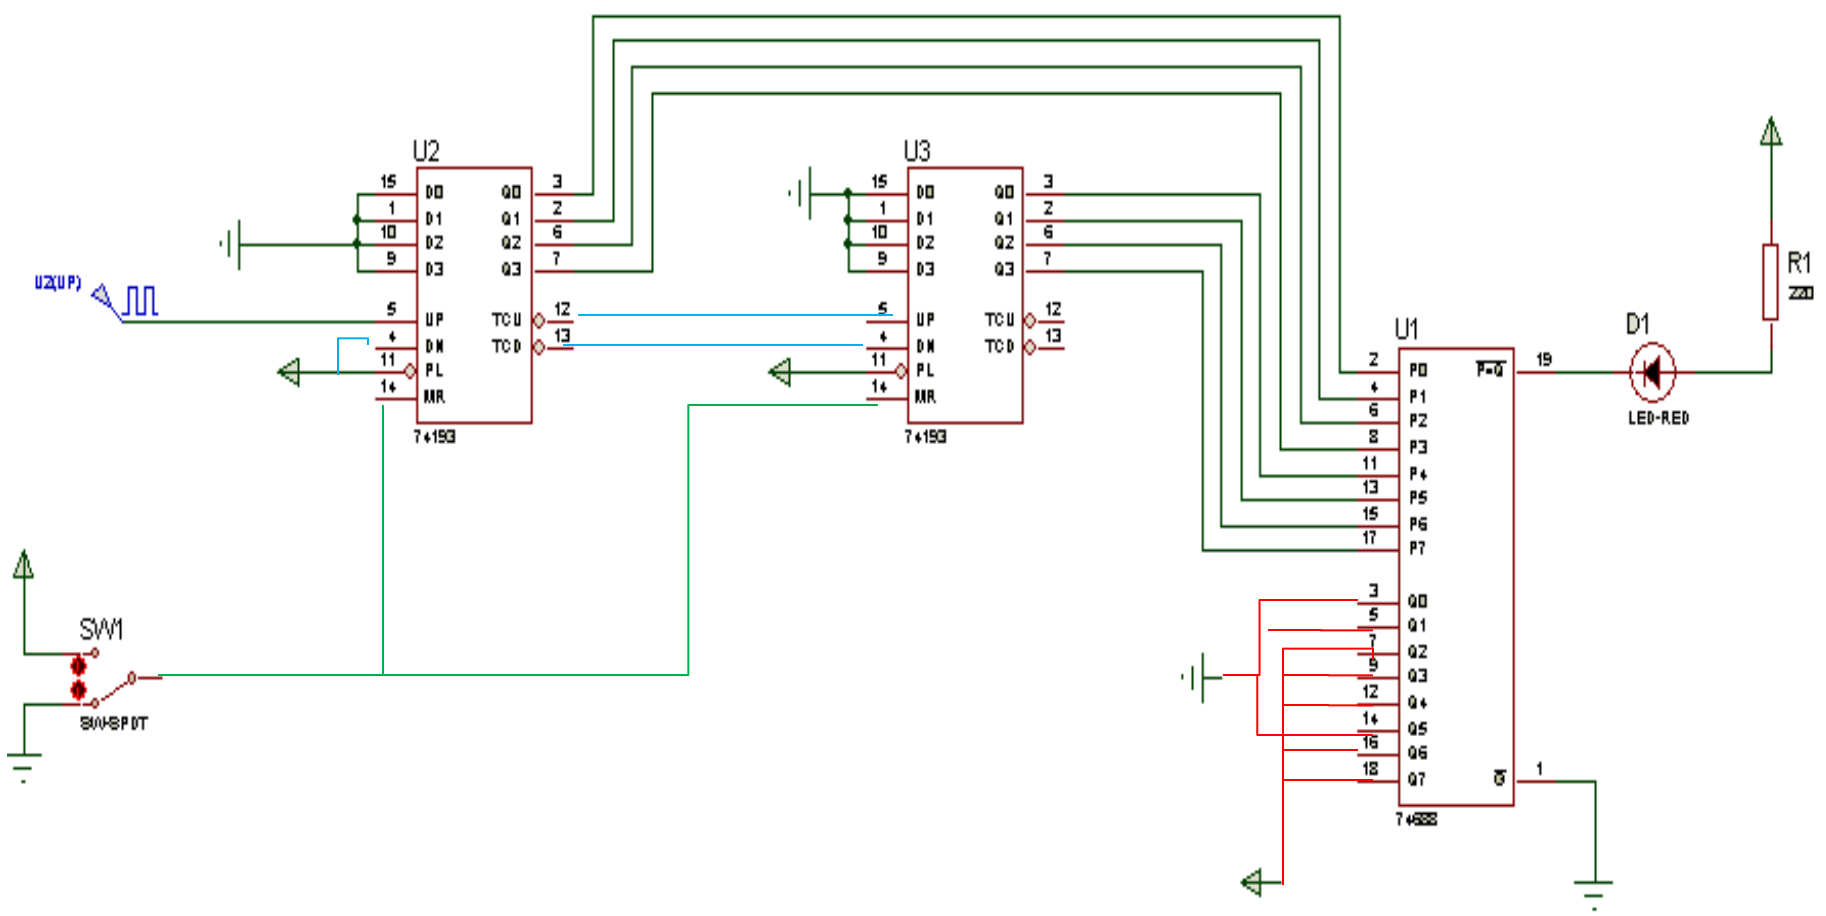 U2
U3
15 D0 Q0 3
1 D1 Q1 2
10 D2 Q2 6
9 D3 Q3 7
5 UP TCU 12
4 DN TCD 13
11 PL
14 MR
74193
15 D0 Q0 3
1 D1 Q1 2
10 D2 Q2 6
9 D3 Q3 7
5 UP TCU 12
4 DN TCD 13
11 PL
14 MR
74193
U2(UP)
R1
220
D1
LED-RED
U1
2 P0 P=Q 19
4 P1
6 P2
8 P3
11 P4
13 P5
15 P6
17 P7
3 Q0
5 Q1
7 Q2
9 Q3
12 Q4
14 Q5
16 Q6
18 Q7 G 1
74688
SW1
SW-SPDT